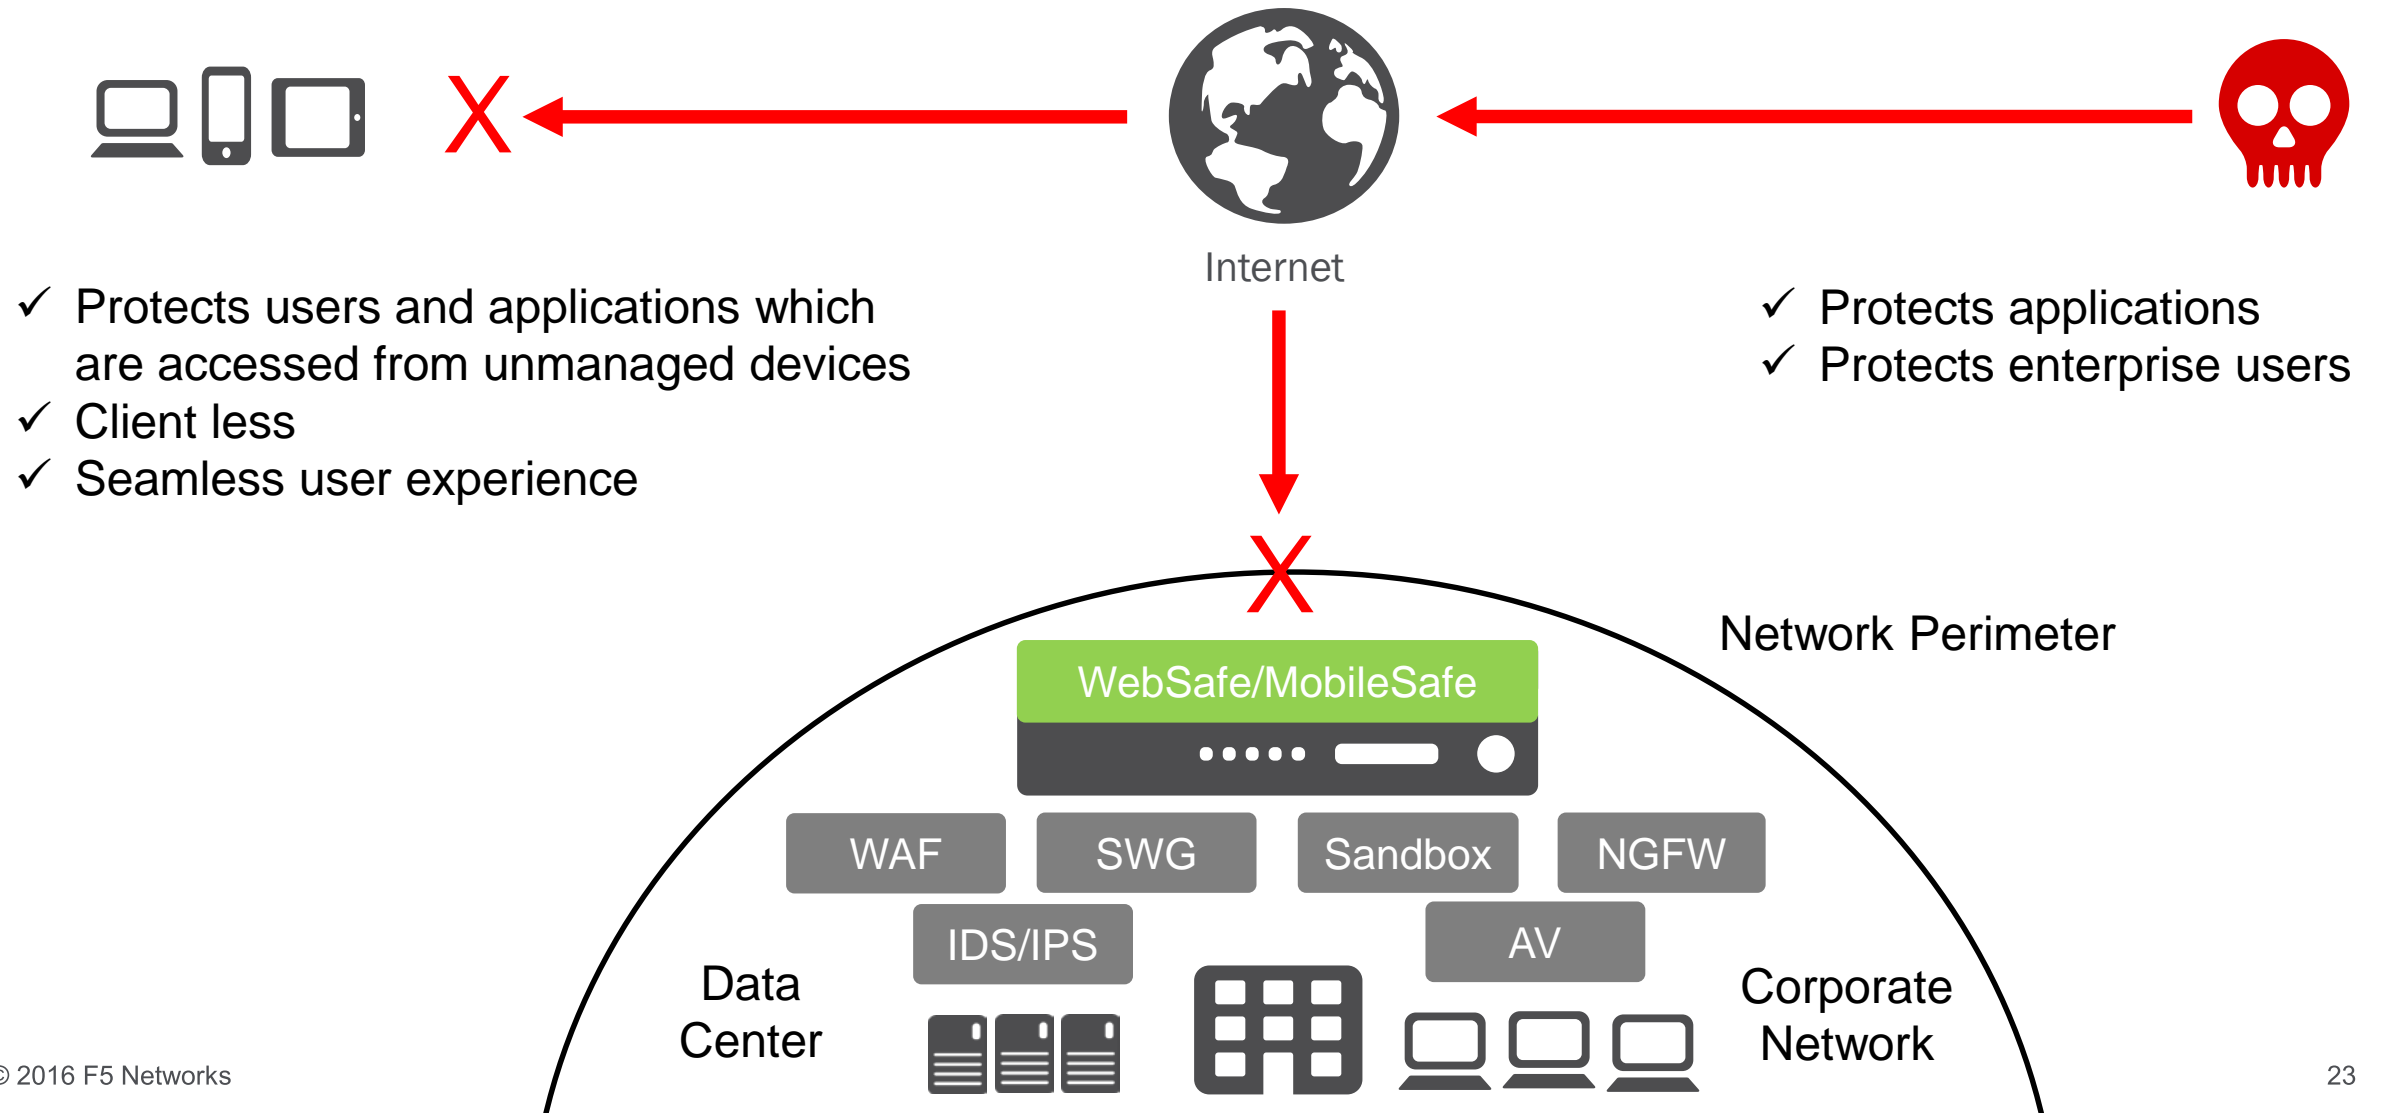 X
Internet
✓ Protects users and applications which
are accessed from unmanaged devices
✓ Client less
✓ Seamless user experience
✓ Protects applications
✓ Protects enterprise users
X
Network Perimeter
WebSafe/MobileSafe
WAF
SWG
Sandbox
NGFW
IDS/IPS
AV
Data
Center
Corporate
Network
© 2016 F5 Networks
23